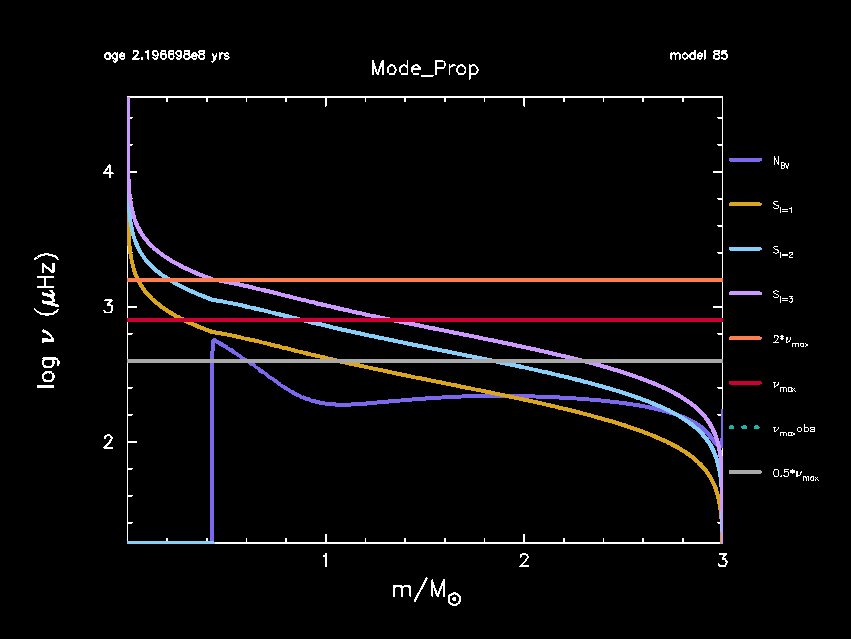 age 2.196698e8 yrs
model 85
Mode_Prop
log ν (μHz)
4
3
2
1
2
3
m/M⊙
N_BV
S_l=1
S_l=2
S_l=3
2*ν_max
ν_max
ν_max obs
0.5*ν_max